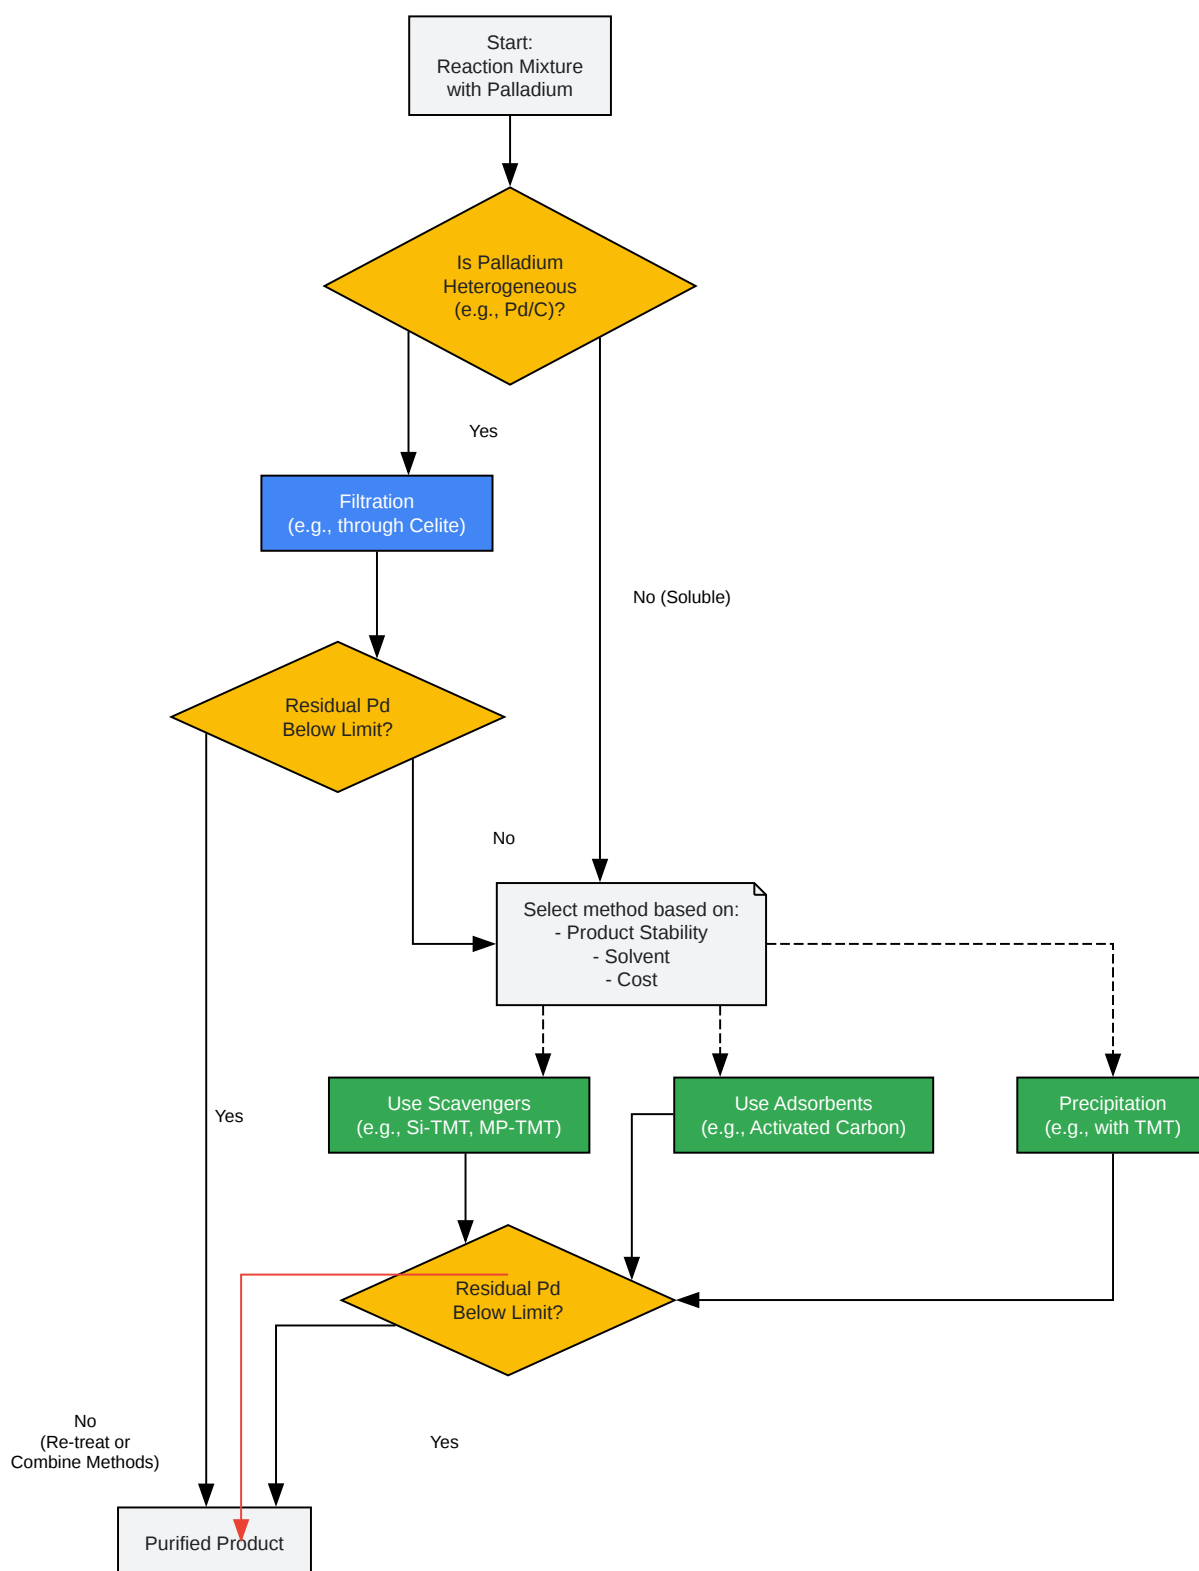 Start:
Reaction Mixture
with Palladium
Is Palladium
Heterogeneous
(e.g., Pd/C)?
Yes
Filtration
(e.g., through Celite)
No (Soluble)
Residual Pd
Below Limit?
No
Select method based on:
- Product Stability
- Solvent
- Cost
Yes
Use Scavengers
(e.g., Si-TMT, MP-TMT)
Use Adsorbents
(e.g., Activated Carbon)
Precipitation
(e.g., with TMT)
Residual Pd
Below Limit?
No
(Re-treat or
Combine Methods)
Yes
Purified Product